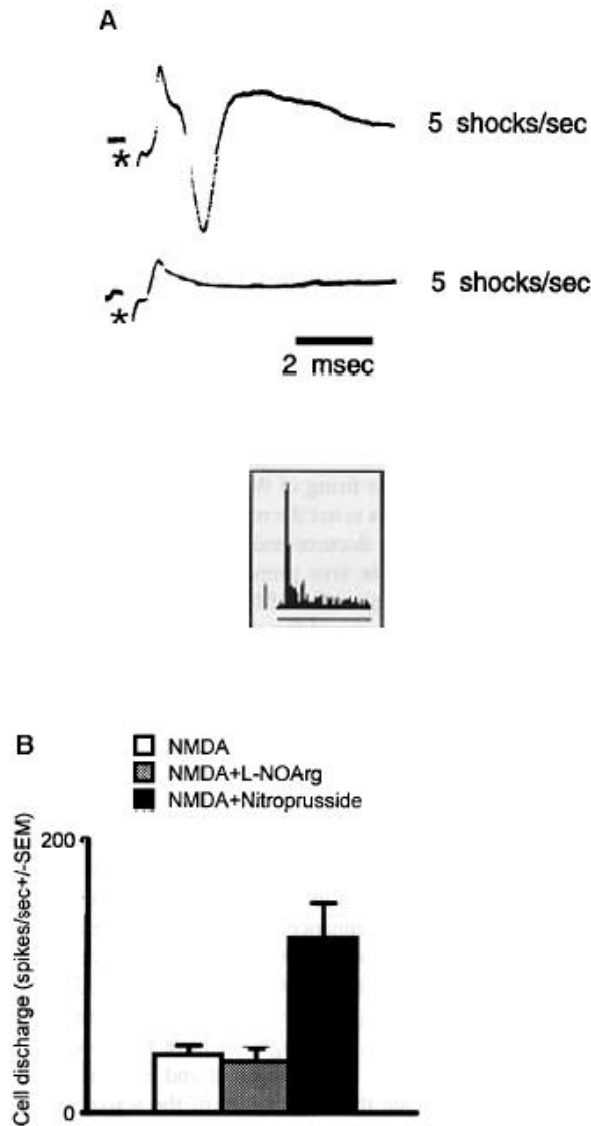 A
* 5 shocks/sec
* 5 shocks/sec
2 msec
B
NMDA
NMDA+L-NOArg
NMDA+Nitroprusside
200
Cell discharge (spikes/sec+/-SEM)
0